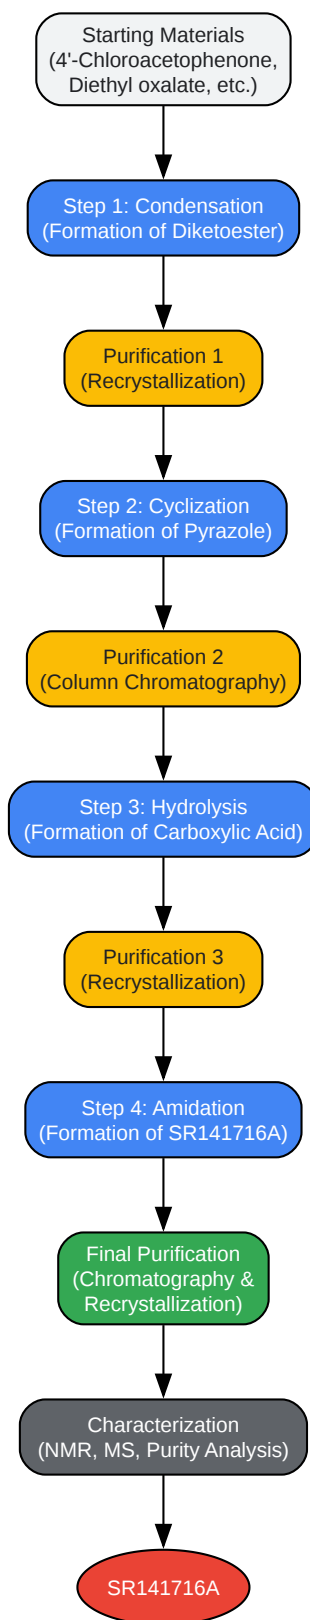 Starting Materials
(4'-Chloroacetophenone,
Diethyl oxalate, etc.)
Step 1: Condensation
(Formation of Diketoester)
Purification 1
(Recrystallization)
Step 2: Cyclization
(Formation of Pyrazole)
Purification 2
(Column Chromatography)
Step 3: Hydrolysis
(Formation of Carboxylic Acid)
Purification 3
(Recrystallization)
Step 4: Amidation
(Formation of SR141716A)
Final Purification
(Chromatography &
Recrystallization)
Characterization
(NMR, MS, Purity Analysis)
SR141716A